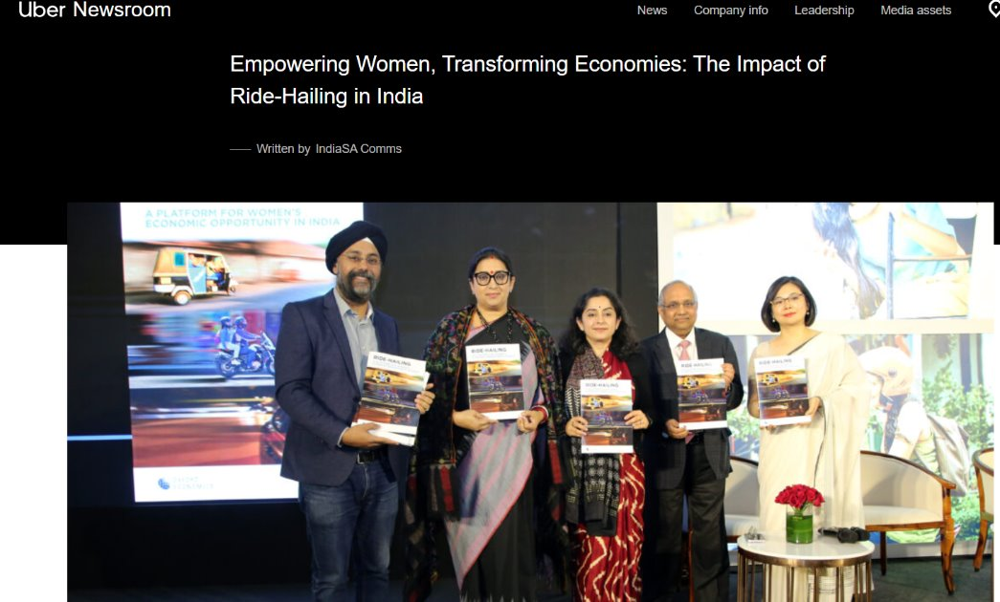 Uber Newsroom
News
Company info
Leadership
Media assets
Empowering Women, Transforming Economies: The Impact of
Ride-Hailing in India
Written by IndiaSA Comms
A PLATFORM FOR WOMEN'S
ECONOMIC OPPORTUNITY IN INDIA
RIDE-HAILING
RIDE-HAILING
RIDE-HAILING
RIDE-HAILING
RIDE-HAILING